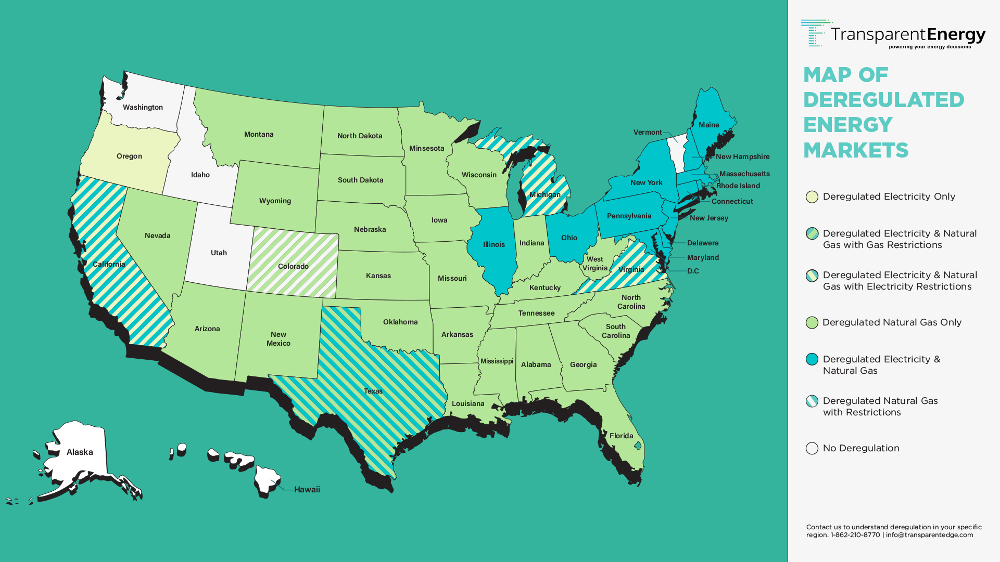 TransparentEnergy
powering your energy decisions
MAP OF
DEREGULATED
ENERGY
MARKETS
Deregulated Electricity Only
Deregulated Electricity & Natural
Gas with Gas Restrictions
Deregulated Electricity & Natural
Gas with Electricity Restrictions
Deregulated Natural Gas Only
Deregulated Electricity &
Natural Gas
Deregulated Natural Gas
with Restrictions
No Deregulation
Contact us to understand deregulation in your specific
region. 1-862-210-8770 | info@transparentedge.com
Washington
Oregon
Idaho
Montana
North Dakota
Minsesota
Wisconsin
South Dakota
Wyoming
Michigan
Vermont
Maine
New Hampshire
Massachusetts
Rhode Island
Connecticut
New York
Pennsylvania
New Jersey
Delawere
Maryland
D.C
Nevada
Utah
California
Colorado
Nebraska
Iowa
Illinois
Indiana
Ohio
West
Virginia
Virginia
Kansas
Missouri
Kentucky
North
Carolina
Tennessee
South
Carolina
Arizona
New
Mexico
Oklahoma
Arkansas
Mississippi
Alabama
Georgia
Texas
Louisiana
Florida
Alaska
Hawaii